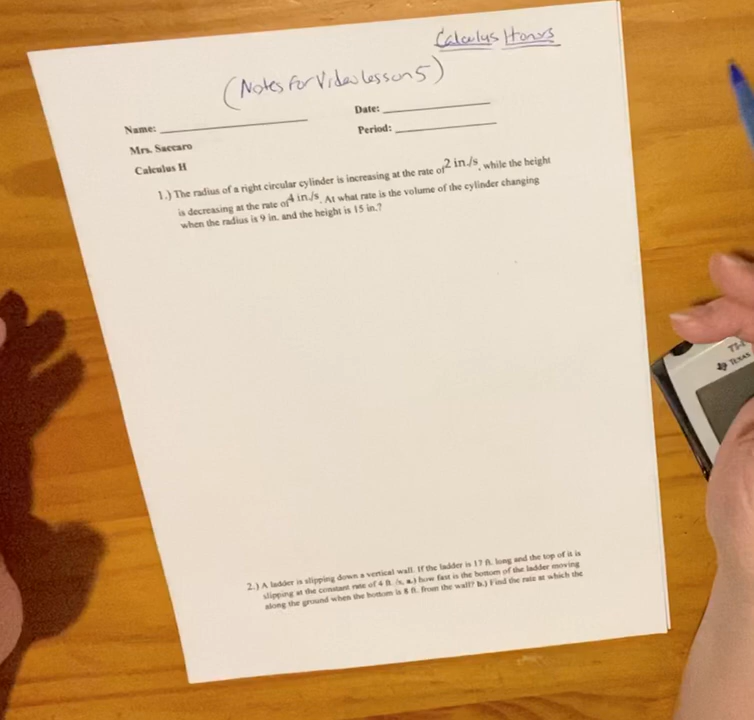 Calculus Honors
(Notes for Video Lesson 5)
Name: Date:
Mrs. Saccaro Period:
Calculus H
1.) The radius of a right circular cylinder is increasing at the rate of 2 in./s, while the height
is decreasing at the rate of 4 in./s. At what rate is the volume of the cylinder changing
when the radius is 9 in. and the height is 15 in.?
2.) A ladder is slipping down a vertical wall. If the ladder is 17 ft. long and the top of it is
slipping at the constant rate of 4 ft. /s, a.) how fast is the bottom of the ladder moving
along the ground when the bottom is 8 ft. from the wall? b.) Find the rate at which the